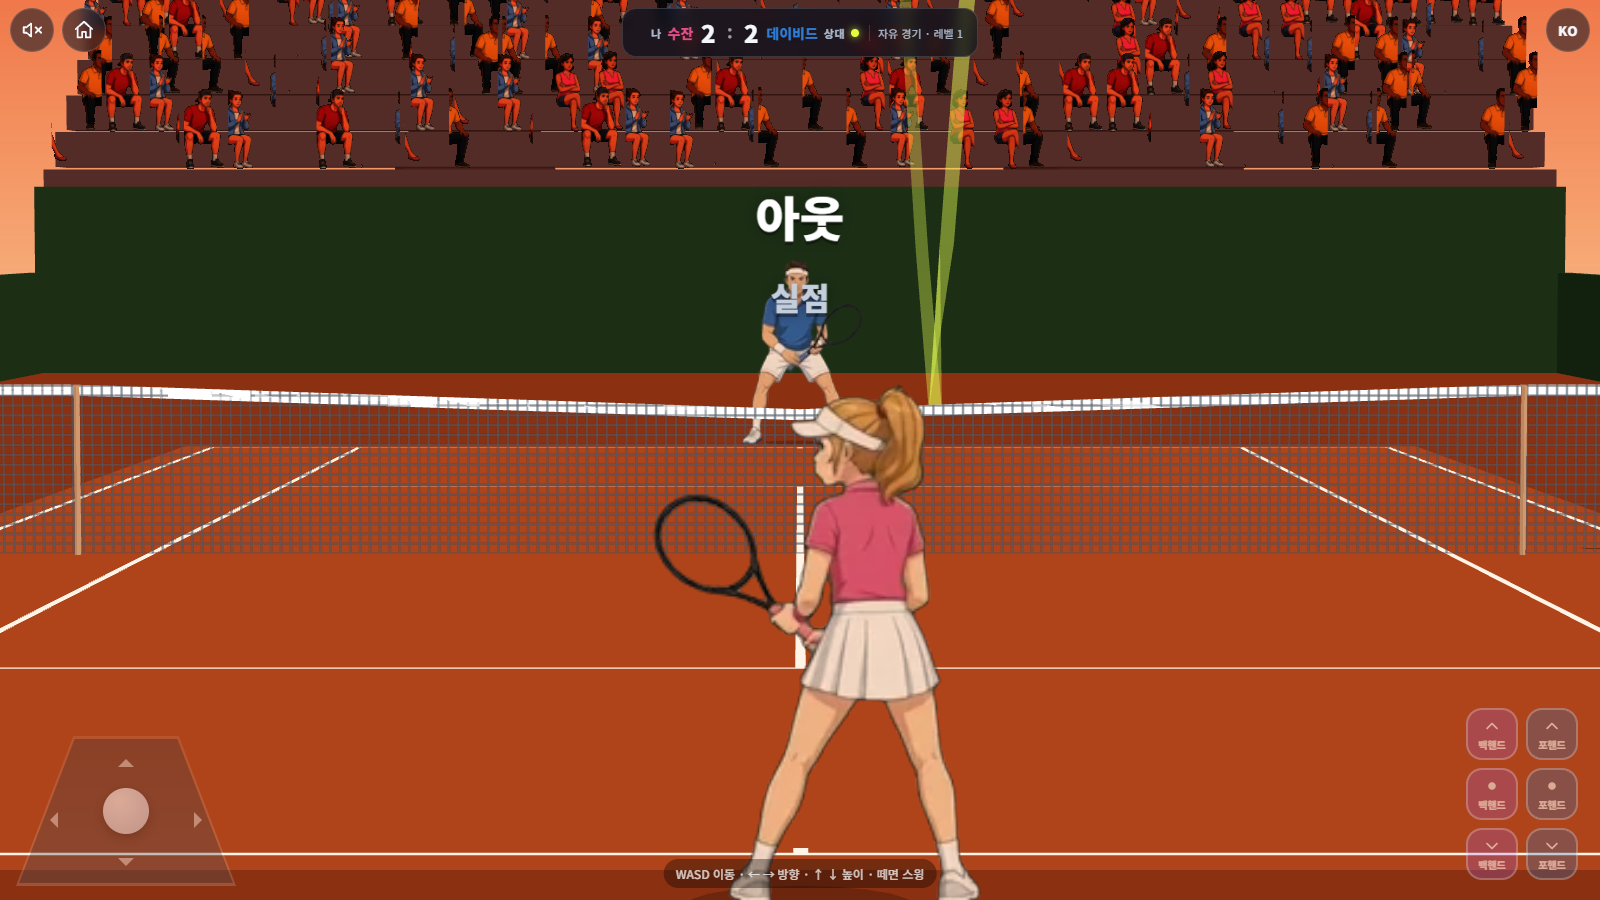 나 수잔 2 : 2 데이비드 상대 자유 경기 · 레벨 1
KO
아웃
실점
백핸드 포핸드
백핸드 포핸드
백핸드 포핸드
WASD 이동 · ←→ 방향 · ↑ ↓ 높이 · 떼면 스윙